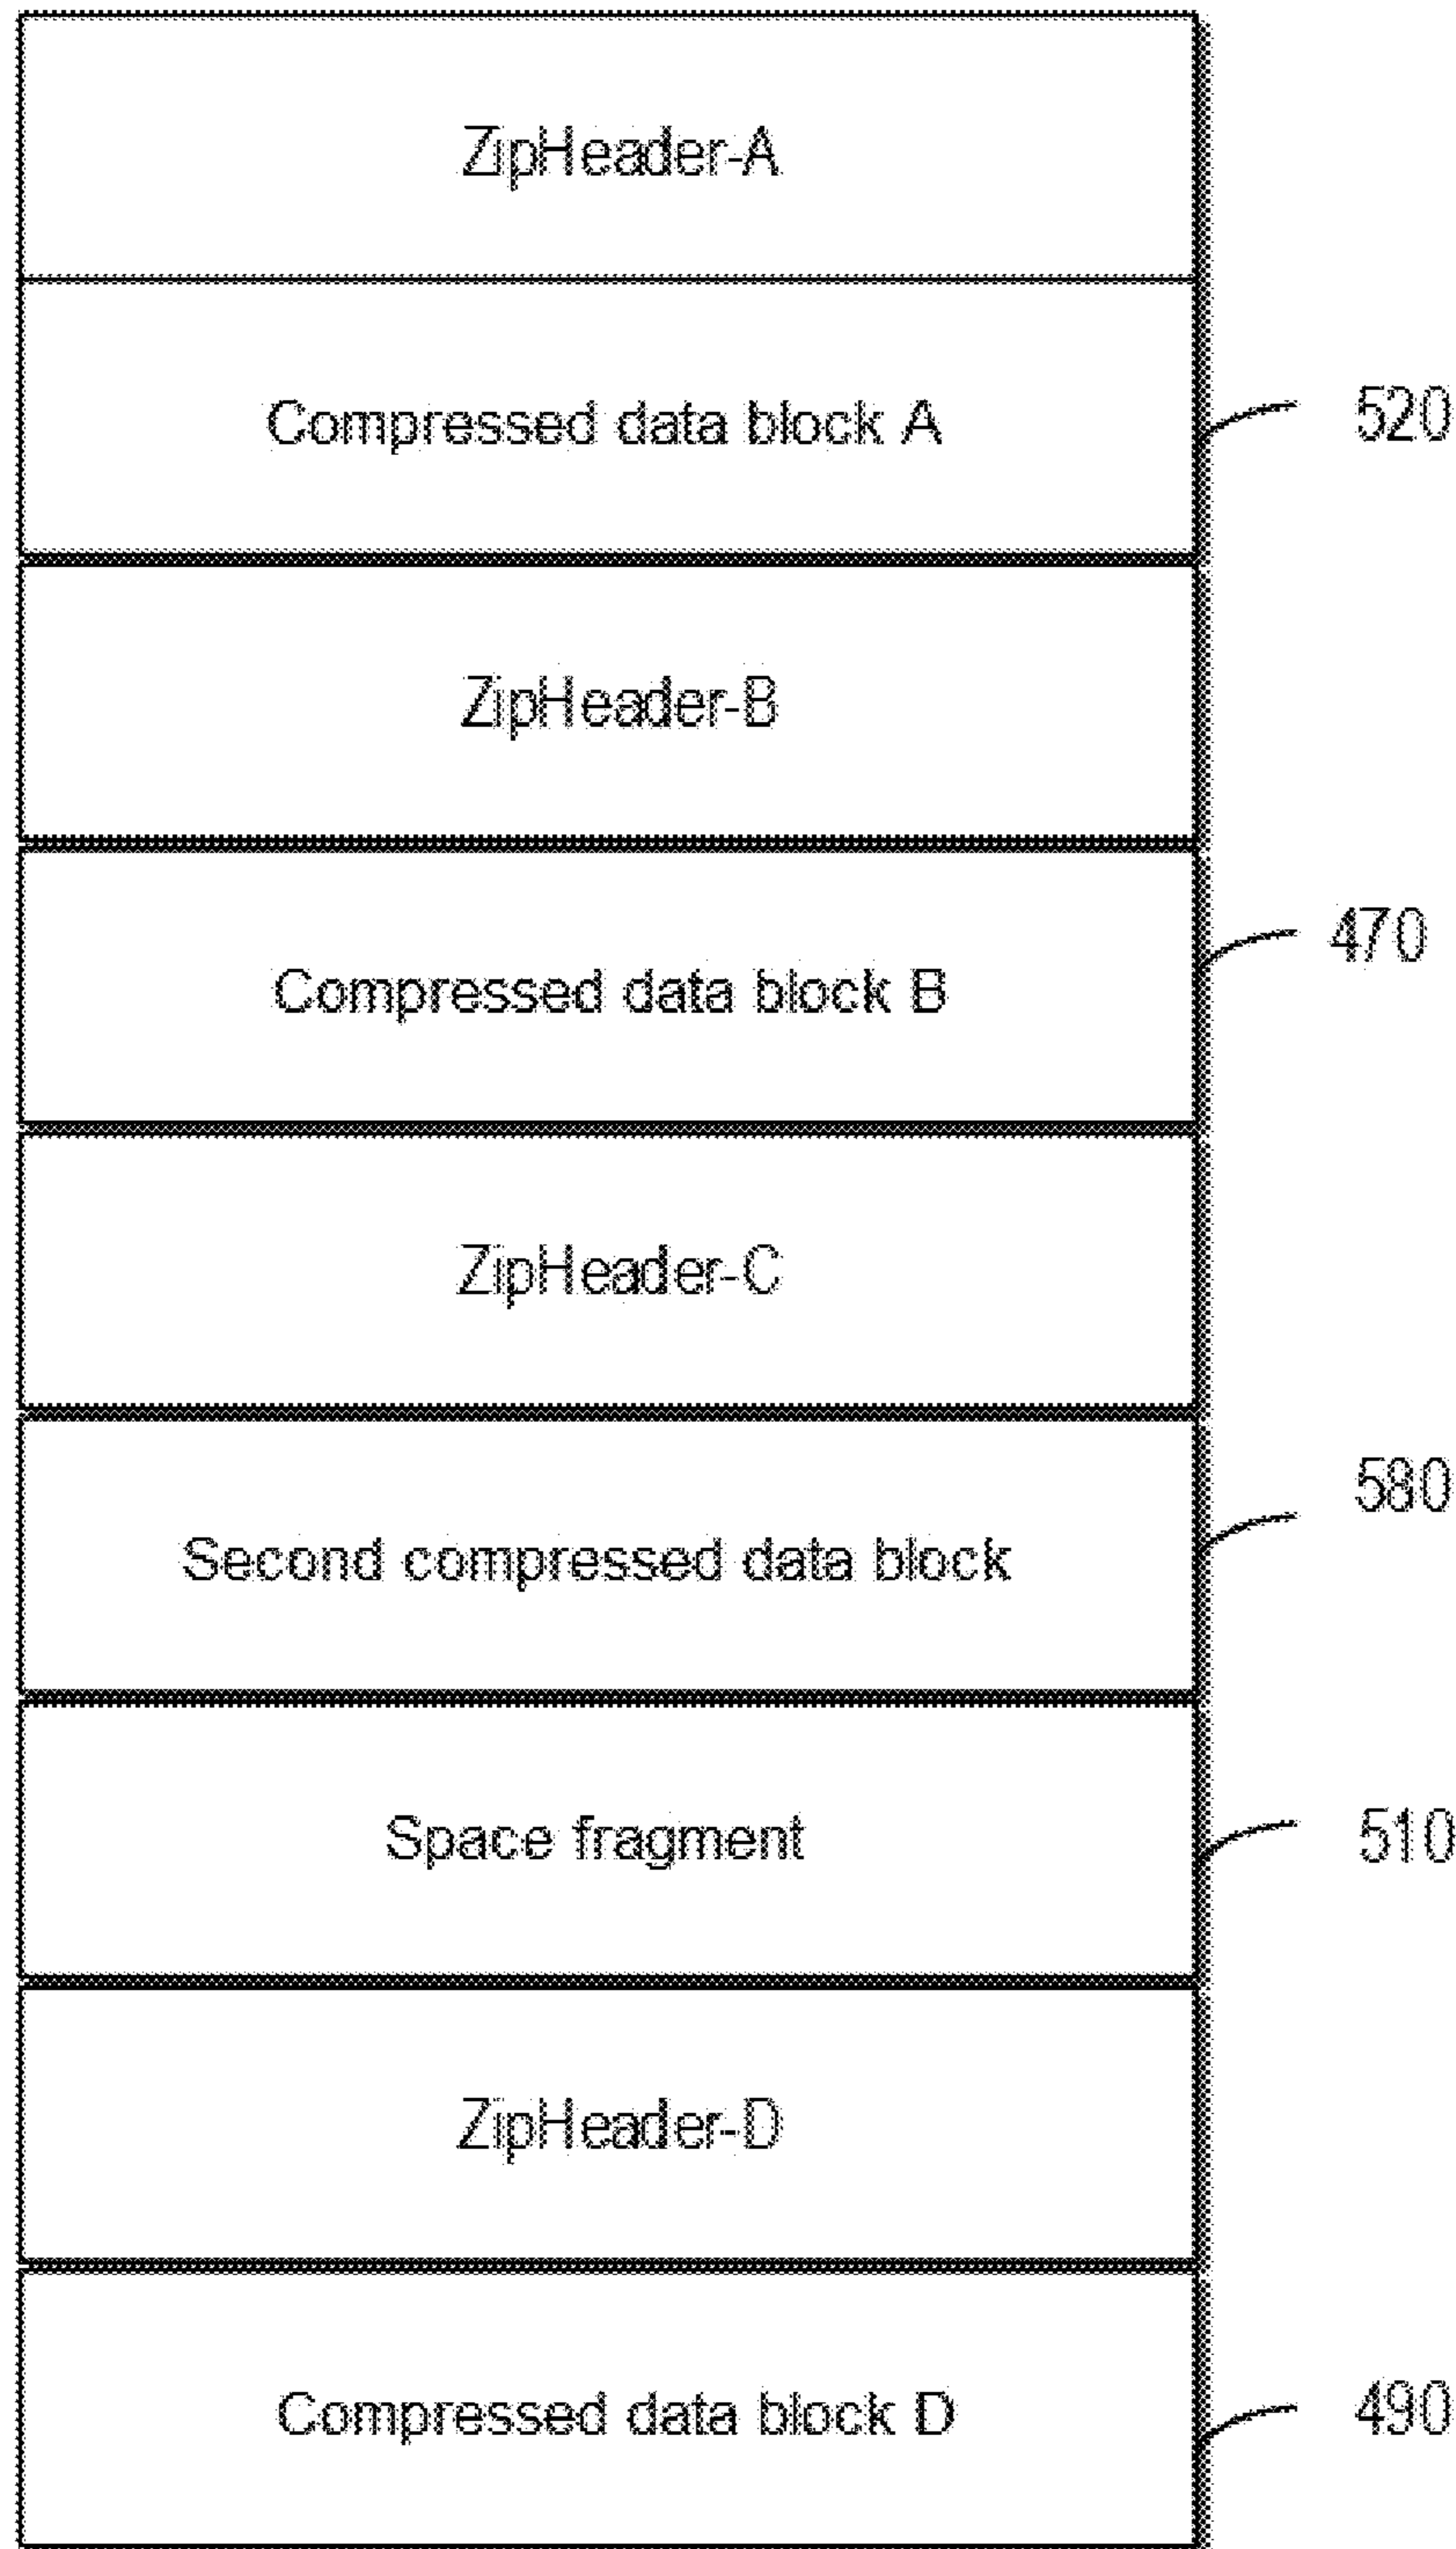 ZipHeader-A
Compressed data block A
520
ZipHeader-B
Compressed data block B
470
ZipHeader-C
Second compressed data block
580
Space fragment
510
ZipHeader-D
Compressed data block D
490